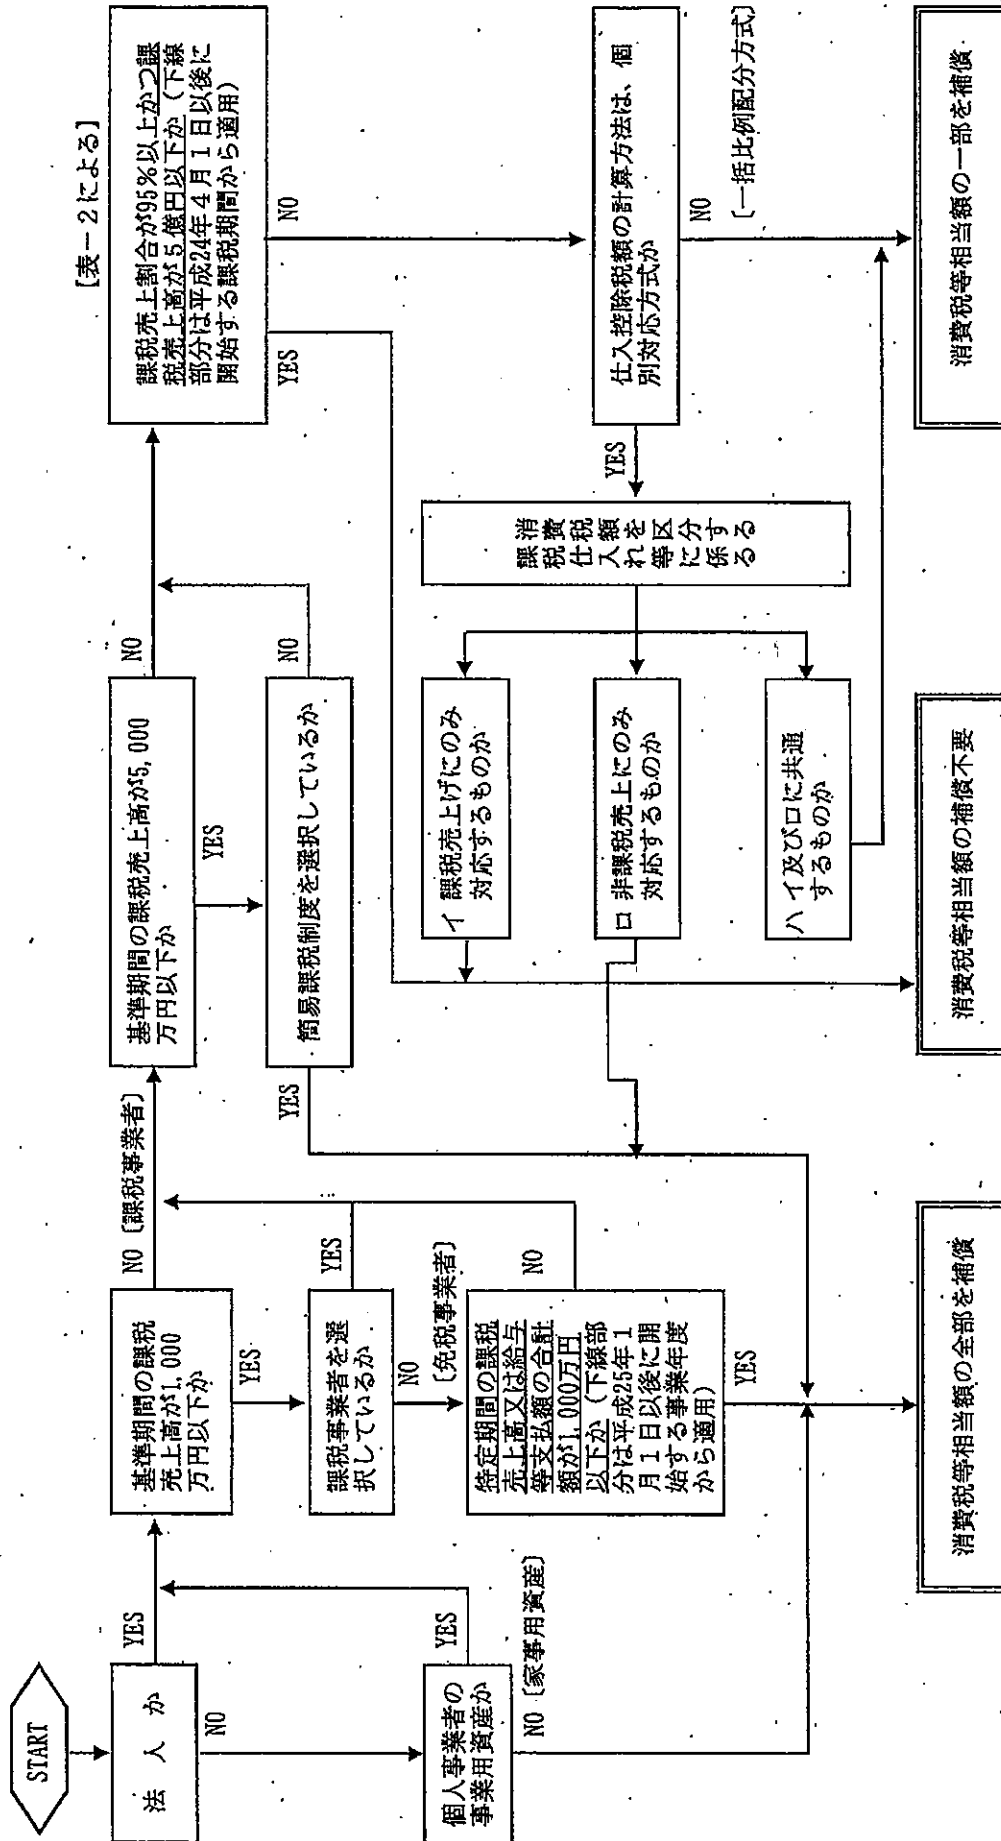 START
法人か
YES
NO
個人事業者の
事業用資産か
YES
NO〔家事用資産〕
基準期間の課税
売上高が1,000
万円以下か
NO〔課税事業者〕
YES
課税事業者を選
択しているか
YES
NO
〔免税事業者〕
特定期間の課税
売上高又は給与
等支払額の合計
額が1,000万円
以下か（下線部
分は平成25年1
月1日以後に開
始する事業年度
から適用）
NO
YES
基準期間の課税売上高が5,000
万円以下か
NO
YES
簡易課税制度を選択しているか
NO
YES
［表－2による］
課税売上割合が95％以上かつ課
税売上高が5億円以下か（下線
部分は平成24年4月1日以後に
開始する課税期間から適用）
YES
NO
仕入控除税額の計算方法は、個
別対応方式か
YES
NO
〔一括比例配分方式〕
課税仕入れ等に係る
消費税額を区分する
イ 課税売上げにのみ
対応するものか
ロ 非課税売上にのみ
対応するものか
ハ イ及びロに共通
するものか
消費税等相当額の全部を補償
消費税等相当額の補償不要
消費税等相当額の一部を補償